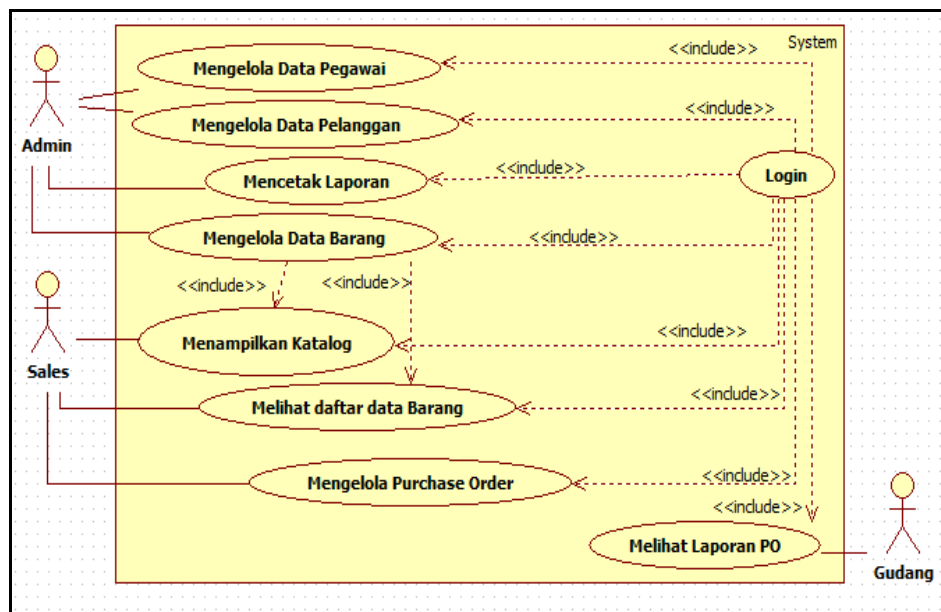 System
<<include>>
Mengelola Data Pegawai
<<include>>
Mengelola Data Pelanggan
Admin
<<include>>
Mencetak Laporan
Login
<<include>>
Mengelola Data Barang
<<include>>
<<include>>
<<include>>
Menampilkan Katalog
Sales
<<include>>
Melihat daftar data Barang
<<include>>
Mengelola Purchase Order
<<include>>
Melihat Laporan PO
Gudang